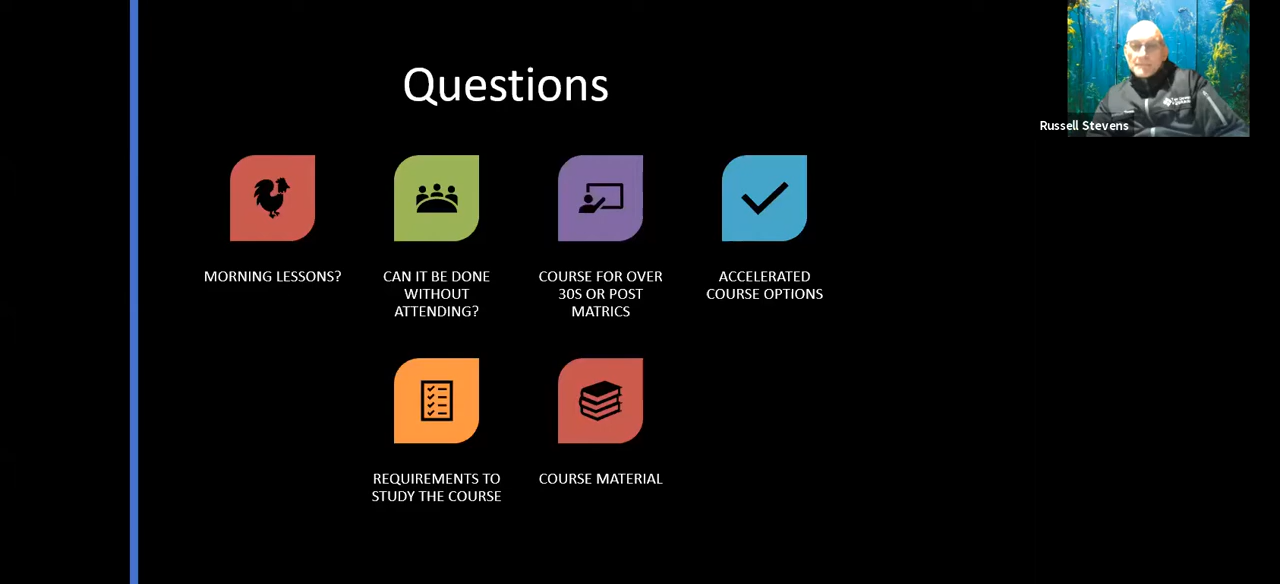 Questions
Russell Stevens
MORNING LESSONS?
CAN IT BE DONE
WITHOUT
ATTENDING?
COURSE FOR OVER
30S OR POST
MATRICS
ACCELERATED
COURSE OPTIONS
REQUIREMENTS TO
STUDY THE COURSE
COURSE MATERIAL